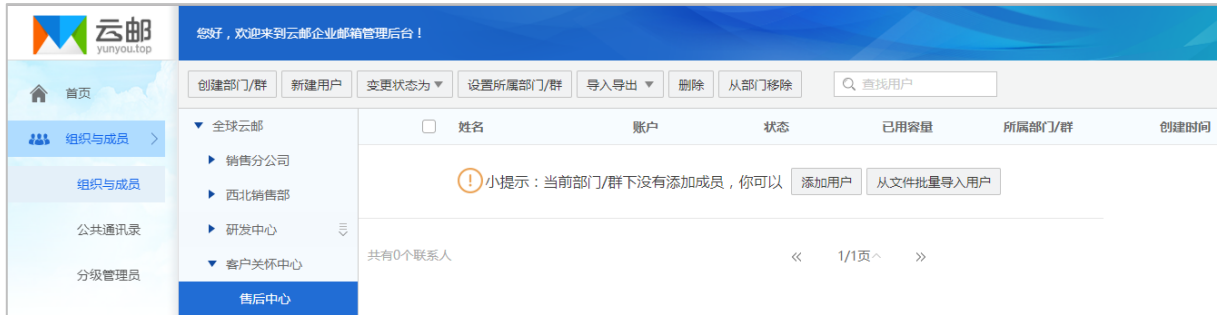 云邮
yunyou.top
您好，欢迎来到云邮企业邮箱管理后台！
首页
组织与成员
组织与成员
公共通讯录
分级管理员
创建部门/群 新建用户 变更状态为 设置所属部门/群 导入导出 删除 从部门移除 查找用户
全球云邮
销售分公司
西北销售部
研发中心
客户关怀中心
售后中心
姓名 账户 状态 已用容量 所属部门/群 创建时间
小提示：当前部门/群下没有添加成员，你可以 添加用户 从文件批量导入用户
共有0个联系人 1/1页